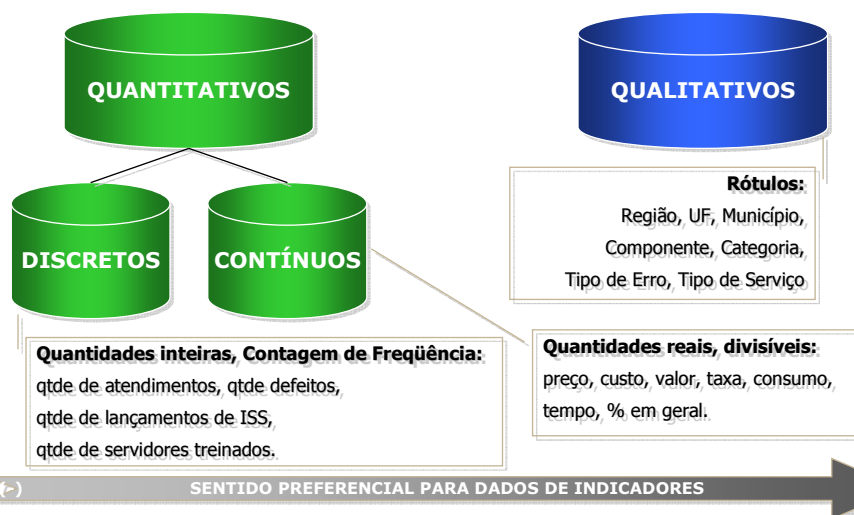 QUANTITATIVOS
QUALITATIVOS
DISCRETOS
CONTÍNUOS
Rótulos:
Região, UF, Município,
Componente, Categoria,
Tipo de Erro, Tipo de Serviço
Quantidades inteiras, Contagem de Freqüência:
qtde de atendimentos, qtde defeitos,
qtde de lançamentos de ISS,
qtde de servidores treinados.
Quantidades reais, divisíveis:
preço, custo, valor, taxa, consumo,
tempo, % em geral.
(-)
SENTIDO PREFERENCIAL PARA DADOS DE INDICADORES